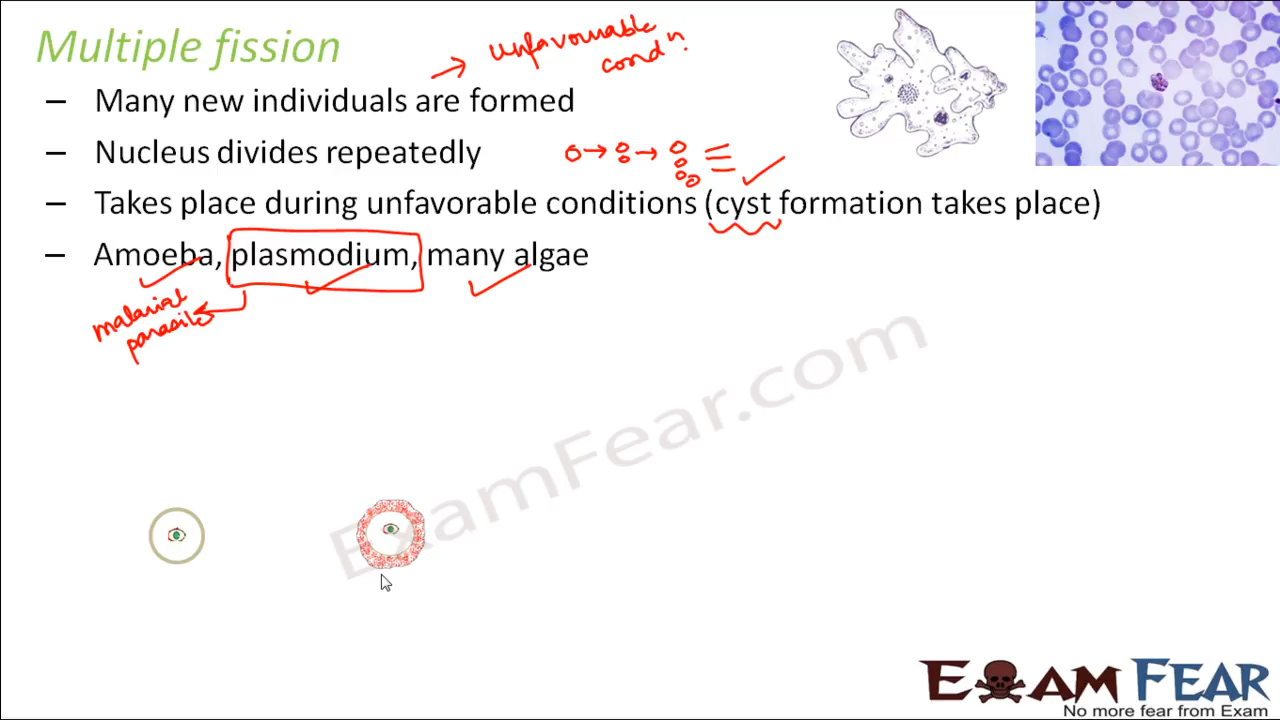 Multiple fission
→ unfavourable
condn.
– Many new individuals are formed
– Nucleus divides repeatedly
– Takes place during unfavorable conditions (cyst formation takes place)
– Amoeba, plasmodium, many algae
malarial
parasite
ExamFear.com
EXAM FEAR
No more fear from Exam